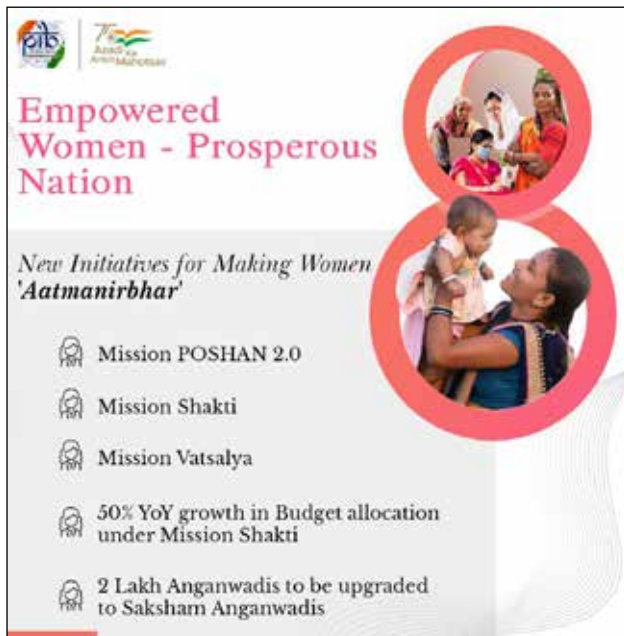 Azadi Ka
Amrit Mahotsav
Empowered
Women - Prosperous
Nation
New Initiatives for Making Women
'Aatmanirbhar'
Mission POSHAN 2.0
Mission Shakti
Mission Vatsalya
50% YoY growth in Budget allocation
under Mission Shakti
2 Lakh Anganwadis to be upgraded
to Saksham Anganwadis